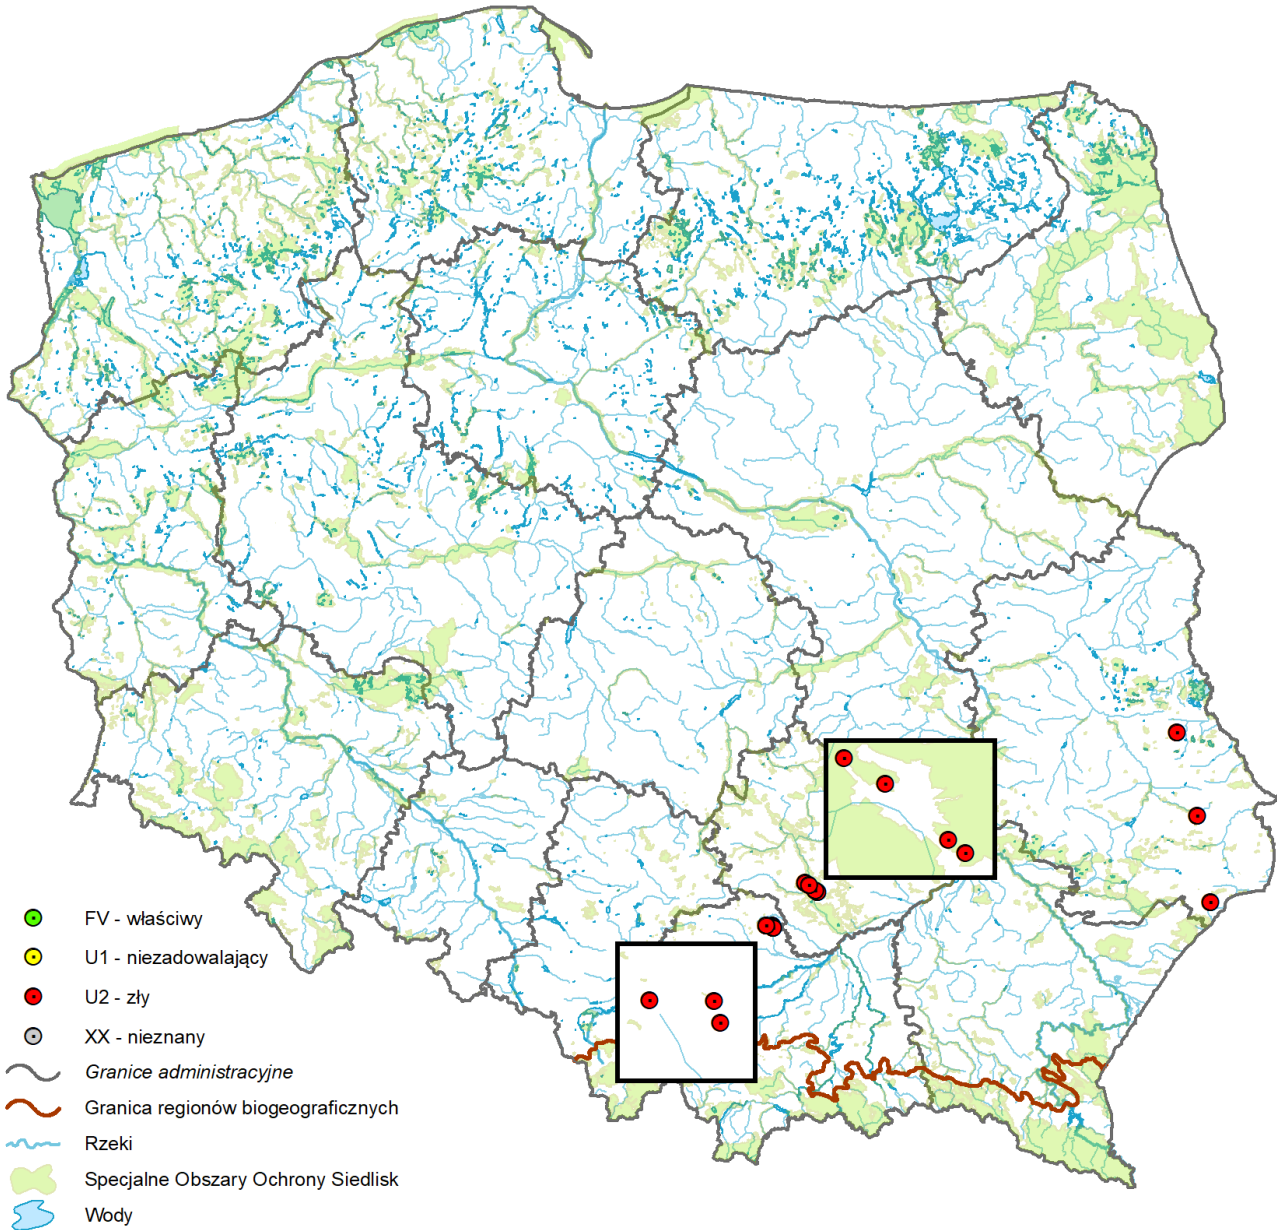 FV - właściwy
U1 - niezadowalający
U2 - zły
XX - nieznany
Granice administracyjne
Granica regionów biogeograficznych
Rzeki
Specjalne Obszary Ochrony Siedlisk
Wody